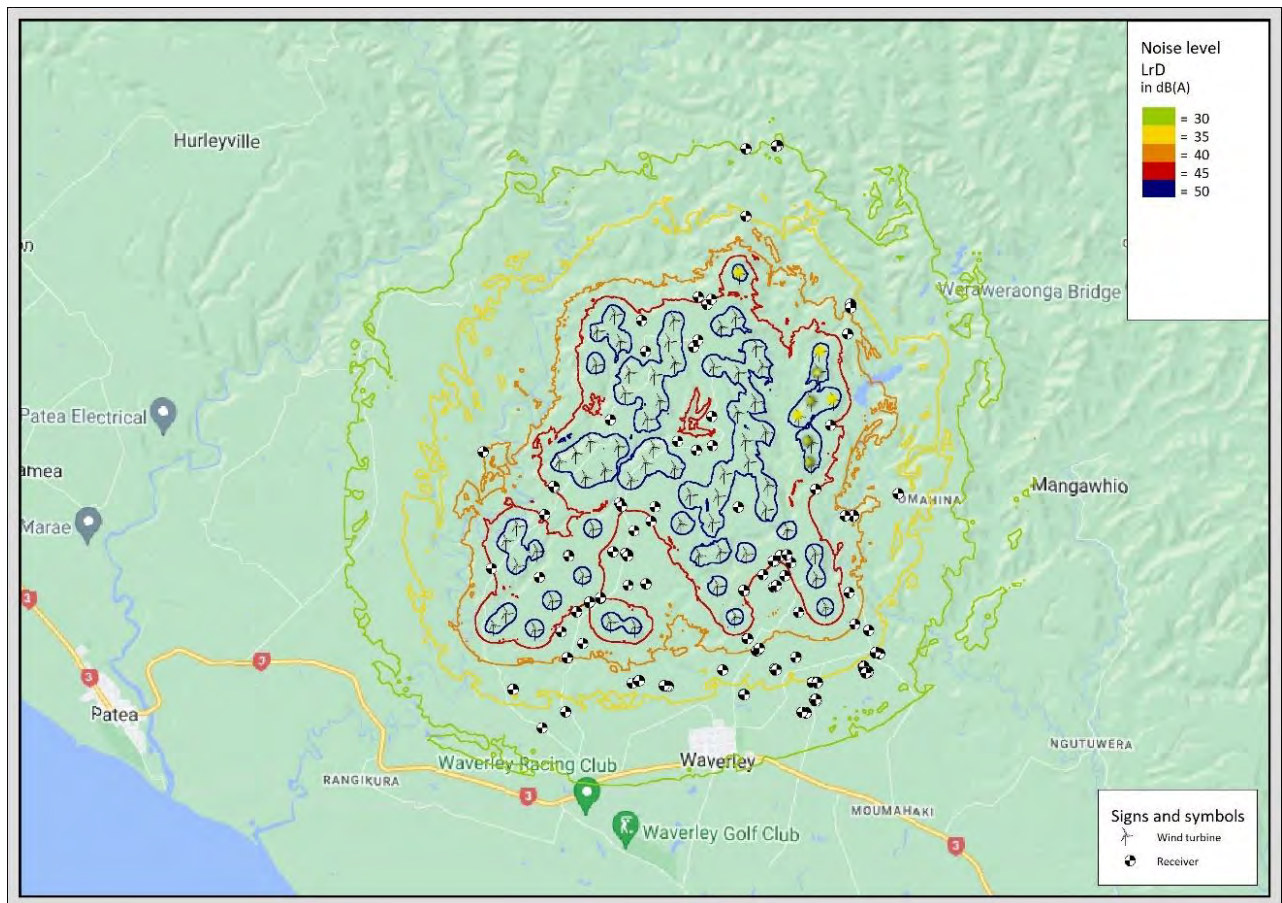 Noise level
LrD
in dB(A)
= 30
= 35
= 40
= 45
= 50
Hurleyville
Weraweraonga Bridge
Patea Electrical
Mangawhio
OMAHINA
Marae
3
3
3
Patea
Waverley
NGUTUWERA
Waverley Racing Club
RANGIKURA
3
MOUMAHAKI
Waverley Golf Club
3
Signs and symbols
Wind turbine
Receiver